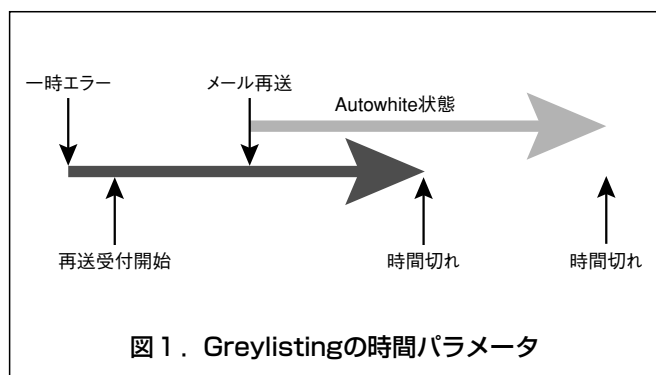 一時エラー
メール再送
Autowhite状態
再送受付開始
時間切れ
時間切れ
図1．Greylistingの時間パラメータ